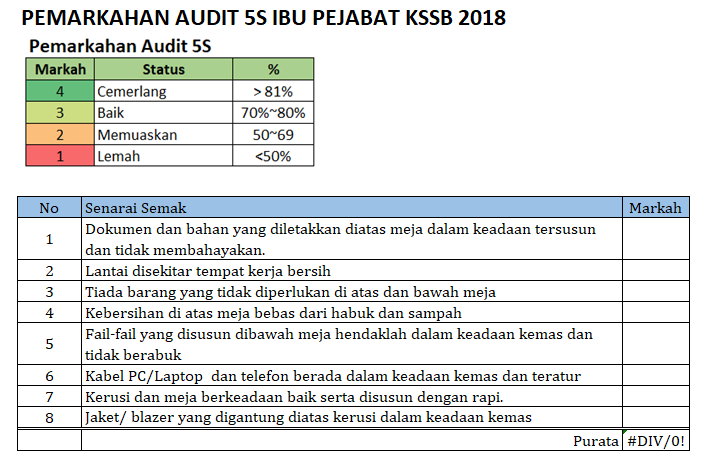 PEMARKAHAN AUDIT 5S IBU PEJABAT KSSB 2018
Pemarkahan Audit 5S
Markah Status %
4 Cemerlang > 81%
3 Baik 70%~80%
2 Memuaskan 50~69
1 Lemah <50%
No Senarai Semak Markah
1 Dokumen dan bahan yang diletakkan diatas meja dalam keadaan tersusun
dan tidak membahayakan.
2 Lantai disekitar tempat kerja bersih
3 Tiada barang yang tidak diperlukan di atas dan bawah meja
4 Kebersihan di atas meja bebas dari habuk dan sampah
5 Fail-fail yang disusun dibawah meja hendaklah dalam keadaan kemas dan
tidak berabuk
6 Kabel PC/Laptop dan telefon berada dalam keadaan kemas dan teratur
7 Kerusi dan meja berkeadaan baik serta disusun dengan rapi.
8 Jaket/ blazer yang digantung diatas kerusi dalam keadaan kemas
Purata #DIV/0!